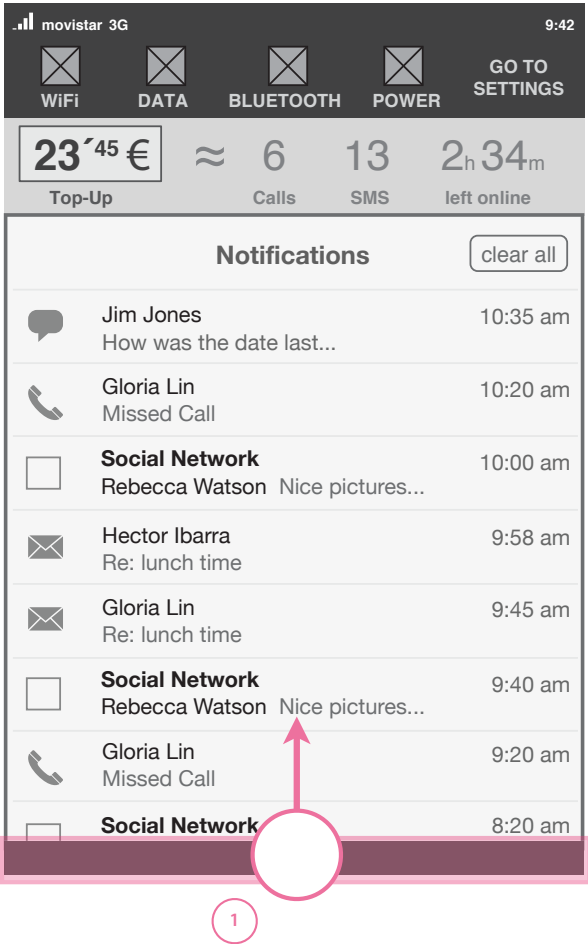 movistar 3G 9:42
WiFi DATA BLUETOOTH POWER GO TO SETTINGS
23´45 € ≈ 6 13 2h 34m
Top-Up Calls SMS left online
Notifications clear all
Jim Jones 10:35 am
How was the date last...
Gloria Lin 10:20 am
Missed Call
Social Network 10:00 am
Rebecca Watson Nice pictures...
Hector Ibarra 9:58 am
Re: lunch time
Gloria Lin 9:45 am
Re: lunch time
Social Network 9:40 am
Rebecca Watson Nice pictures...
Gloria Lin 9:20 am
Missed Call
Social Network 8:20 am
1